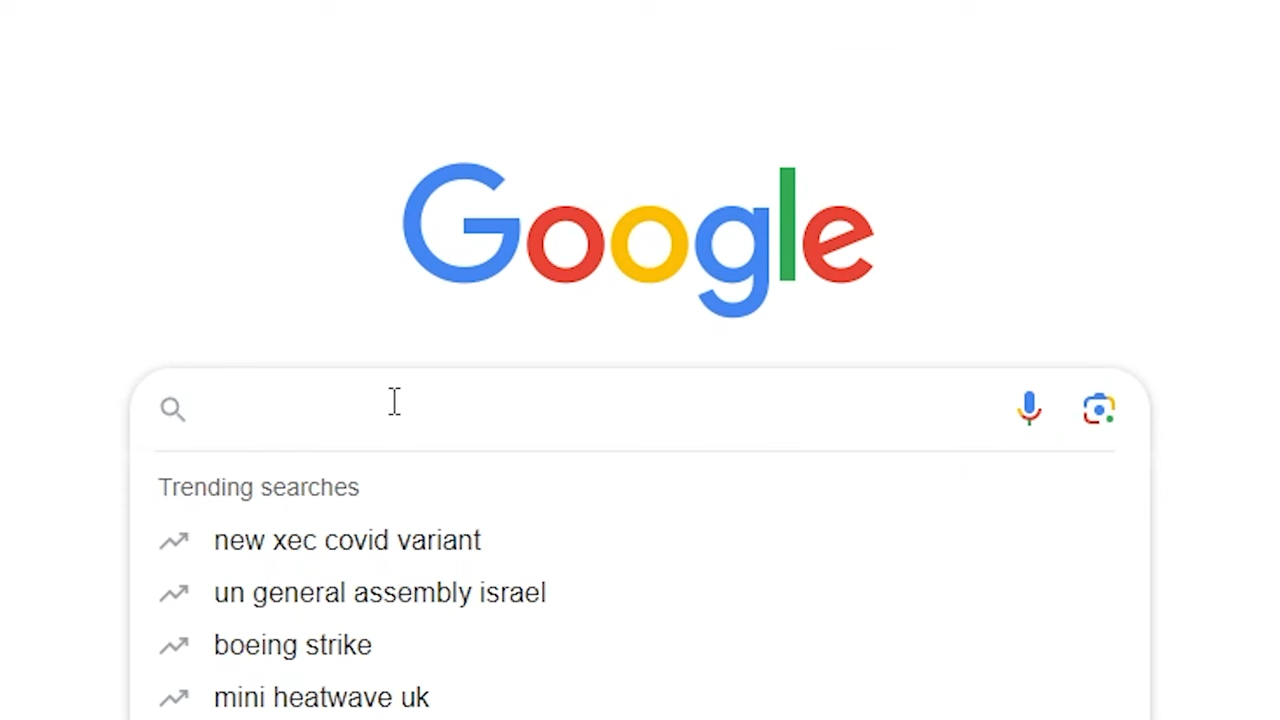 Google
Trending searches
new xec covid variant
un general assembly israel
boeing strike
mini heatwave uk